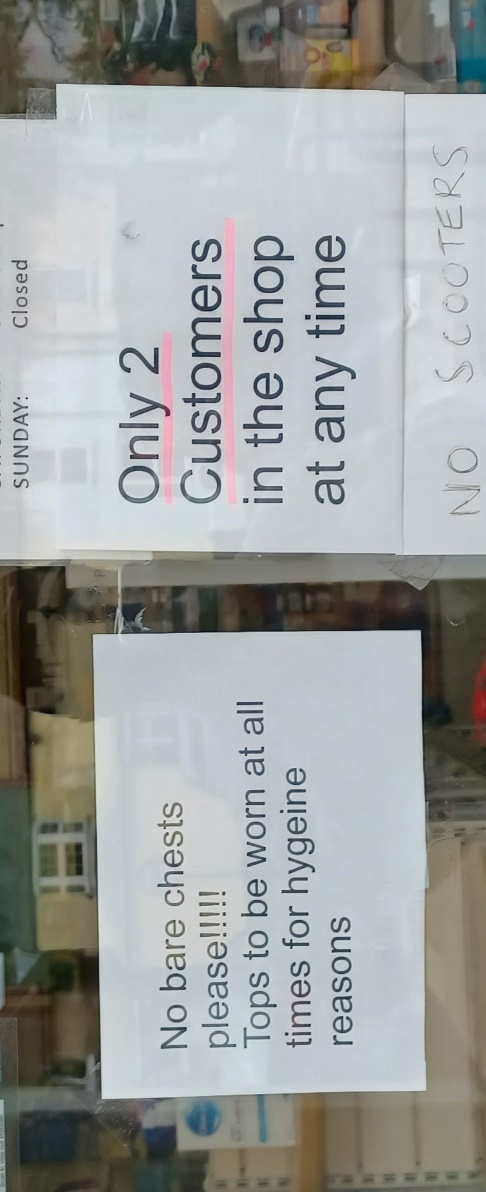 SUNDAY: Closed
Only 2
Customers
in the shop
at any time
NO SCOOTERS
No bare chests
please!!!!!
Tops to be worn at all
times for hygeine
reasons